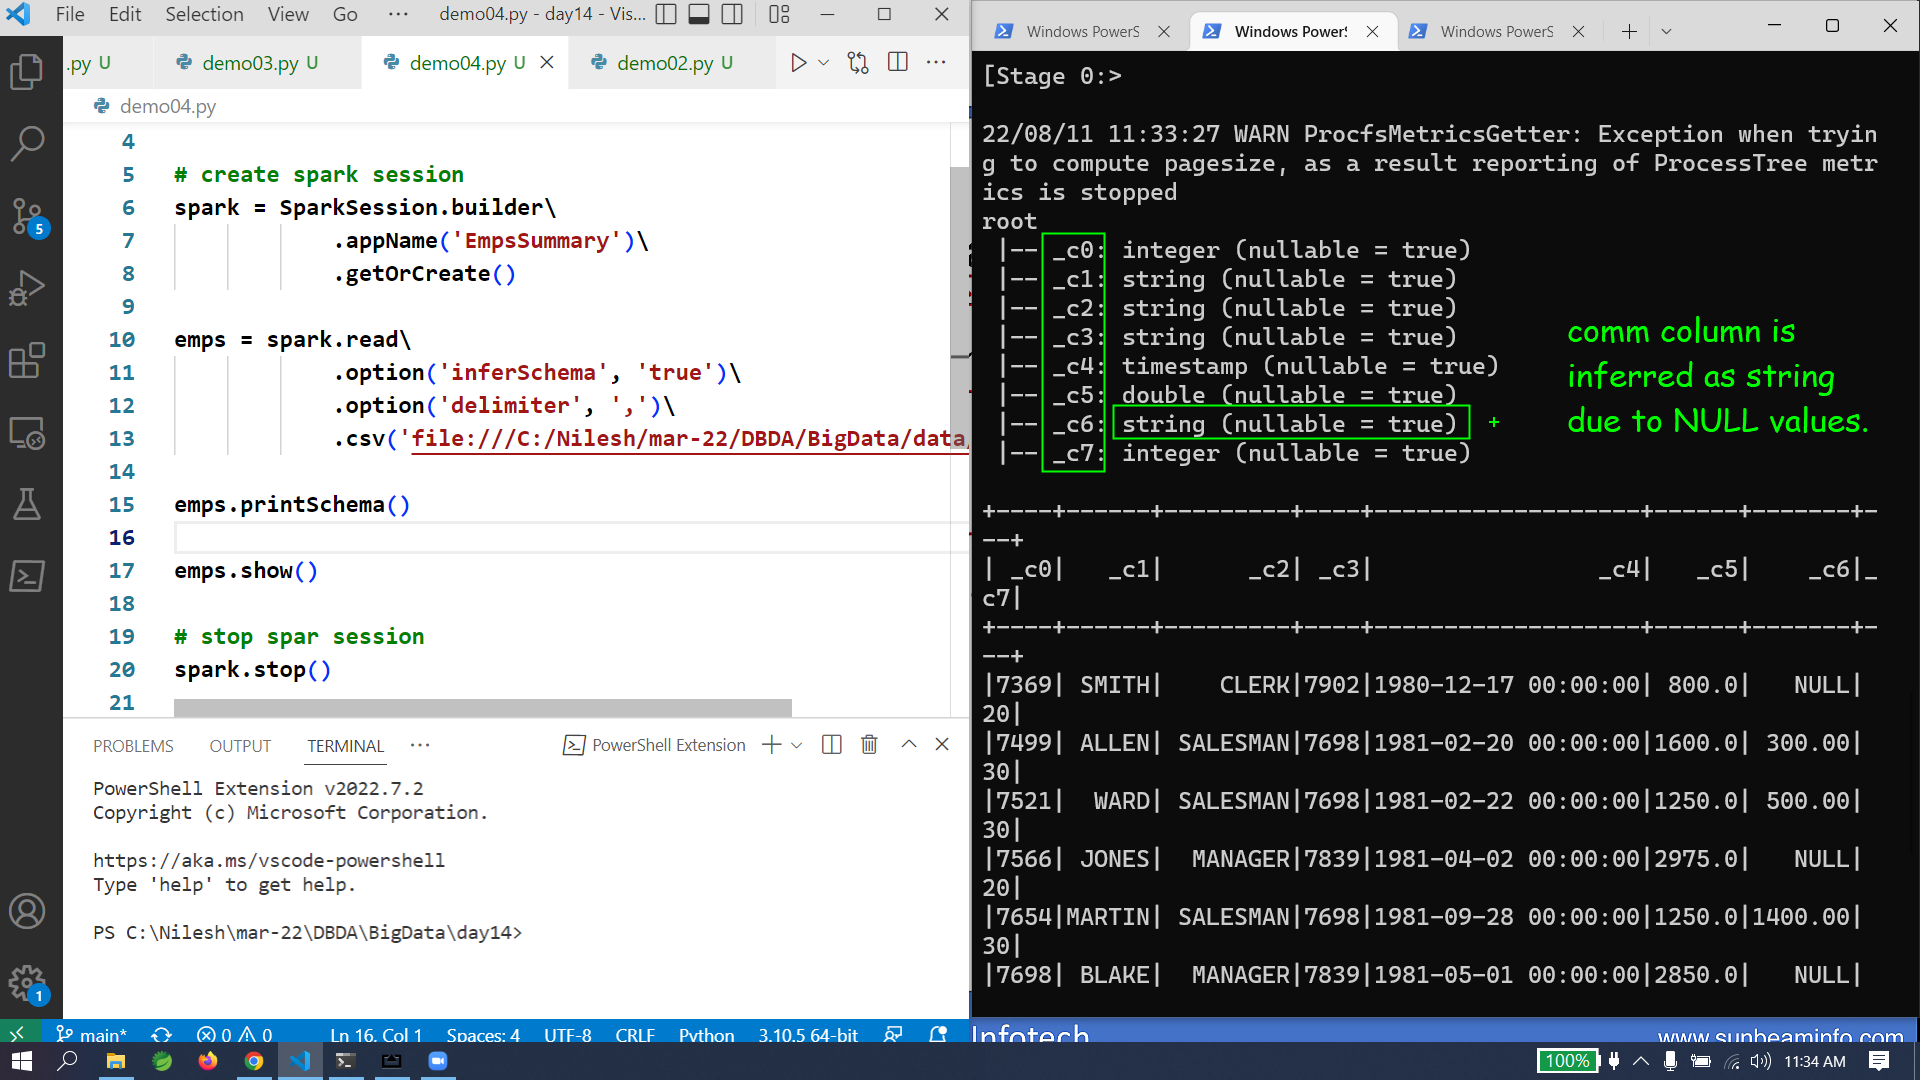 File Edit Selection View Go ··· demo04.py - day14 - Vis...
.py U demo03.py U demo04.py U demo02.py U
demo04.py
4
5 # create spark session
6 spark = SparkSession.builder\
7 .appName('EmpsSummary')\
8 .getOrCreate()
9
10 emps = spark.read\
11 .option('inferSchema', 'true')\
12 .option('delimiter', ',')\
13 .csv('file:///C:/Nilesh/mar-22/DBDA/BigData/data/
14
15 emps.printSchema()
16
17 emps.show()
18
19 # stop spar session
20 spark.stop()
21
PROBLEMS OUTPUT TERMINAL ··· PowerShell Extension
PowerShell Extension v2022.7.2
Copyright (c) Microsoft Corporation.
https://aka.ms/vscode-powershell
Type 'help' to get help.
PS C:\Nilesh\mar-22\DBDA\BigData\day14>
5
1
main* 0 0 Ln 16, Col 1 Spaces: 4 UTF-8 CRLF Python 3.10.5 64-bit
Windows PowerS Windows PowerS Windows PowerS
[Stage 0:>
22/08/11 11:33:27 WARN ProcfsMetricsGetter: Exception when tryin
g to compute pagesize, as a result reporting of ProcessTree metr
ics is stopped
root
|-- _c0: integer (nullable = true)
|-- _c1: string (nullable = true)
|-- _c2: string (nullable = true)
|-- _c3: string (nullable = true)
|-- _c4: timestamp (nullable = true)
|-- _c5: double (nullable = true)
|-- _c6: string (nullable = true)
|-- _c7: integer (nullable = true)
comm column is
inferred as string
due to NULL values.
+----+------+---------+----+-------------------+------+-------+-
--+
| _c0| _c1| _c2| _c3| _c4| _c5| _c6|_
c7|
+----+------+---------+----+-------------------+------+-------+-
--+
|7369| SMITH| CLERK|7902|1980-12-17 00:00:00| 800.0| NULL|
20|
|7499| ALLEN| SALESMAN|7698|1981-02-20 00:00:00|1600.0| 300.00|
30|
|7521| WARD| SALESMAN|7698|1981-02-22 00:00:00|1250.0| 500.00|
30|
|7566| JONES| MANAGER|7839|1981-04-02 00:00:00|2975.0| NULL|
20|
|7654|MARTIN| SALESMAN|7698|1981-09-28 00:00:00|1250.0|1400.00|
30|
|7698| BLAKE| MANAGER|7839|1981-05-01 00:00:00|2850.0| NULL|
Infotech www.sunbeaminfo.com
100% 11:34 AM